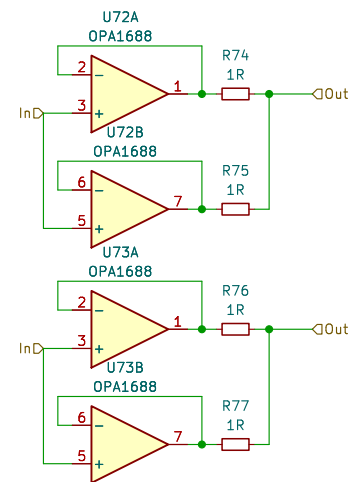 U72A
OPA1688
2
1
3
In
R74
1R
Out
U72B
OPA1688
6
7
5
R75
1R
U73A
OPA1688
2
1
3
In
R76
1R
Out
U73B
OPA1688
6
7
5
R77
1R